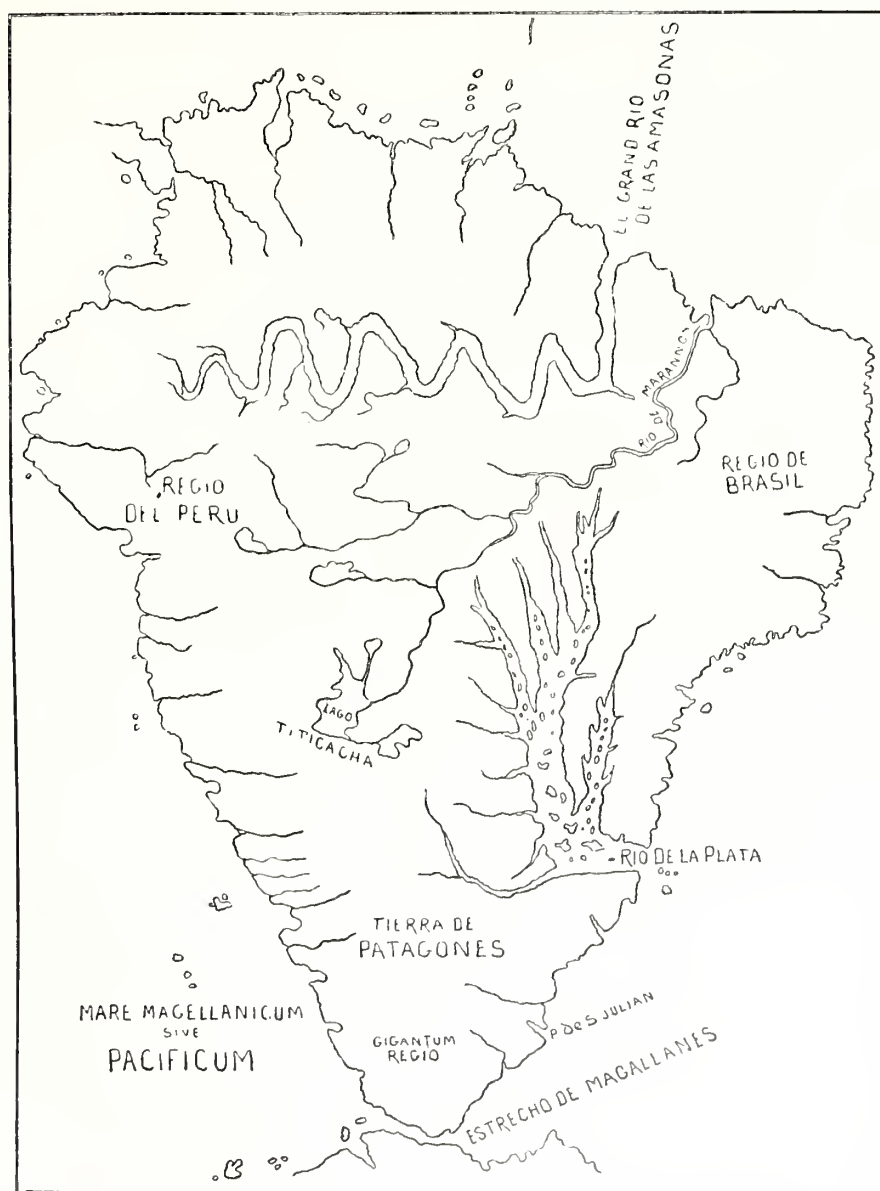 EL GRAND RIO
DE LAS AMASONAS
RIO DE MARANNO
REGIO DE
BRASIL
REGIO
DEL PERU
LAGO
TITICACHA
RIO DE LA PLATA
TIERRA DE
PATAGONES
MARE MAGELLANICUM
SIVE
PACIFICUM
GIGANTUM
REGIO
P de S JULIAN
ESTRECHO DE MAGALLANES